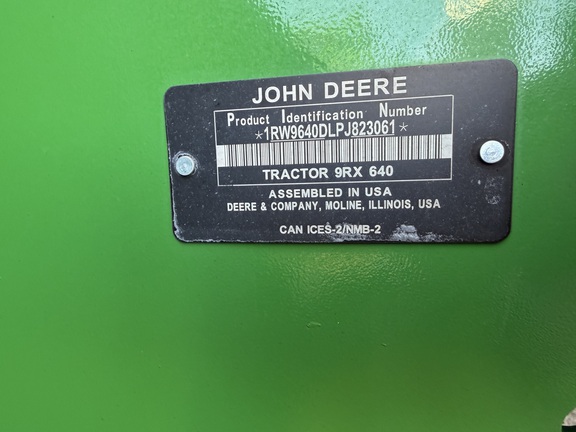 JOHN DEERE
Product Identification Number
*1RW9640DLPJ823061*
TRACTOR 9RX 640
ASSEMBLED IN USA
DEERE & COMPANY, MOLINE, ILLINOIS, USA
CAN ICES-2/NMB-2